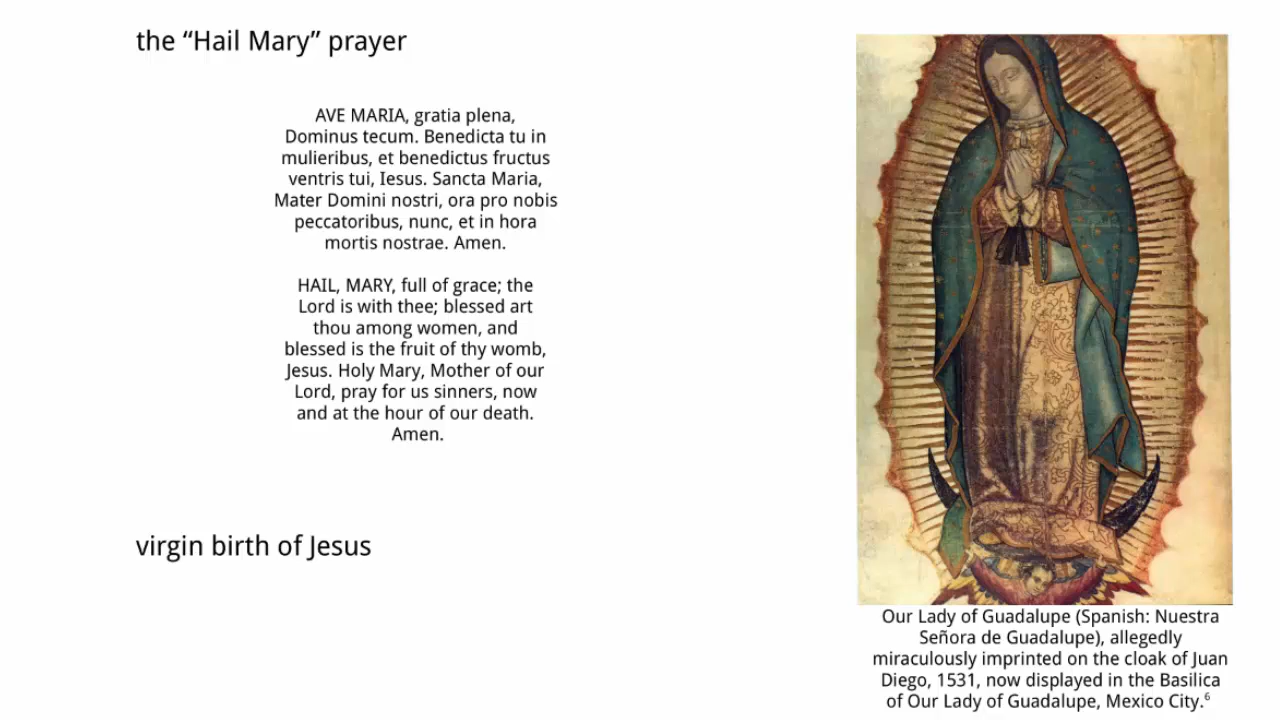 the “Hail Mary” prayer
AVE MARIA, gratia plena,
Dominus tecum. Benedicta tu in
mulieribus, et benedictus fructus
ventris tui, Iesus. Sancta Maria,
Mater Domini nostri, ora pro nobis
peccatoribus, nunc, et in hora
mortis nostrae. Amen.
HAIL, MARY, full of grace; the
Lord is with thee; blessed art
thou among women, and
blessed is the fruit of thy womb,
Jesus. Holy Mary, Mother of our
Lord, pray for us sinners, now
and at the hour of our death.
Amen.
virgin birth of Jesus
Our Lady of Guadalupe (Spanish: Nuestra
Señora de Guadalupe), allegedly
miraculously imprinted on the cloak of Juan
Diego, 1531, now displayed in the Basilica
of Our Lady of Guadalupe, Mexico City.⁶